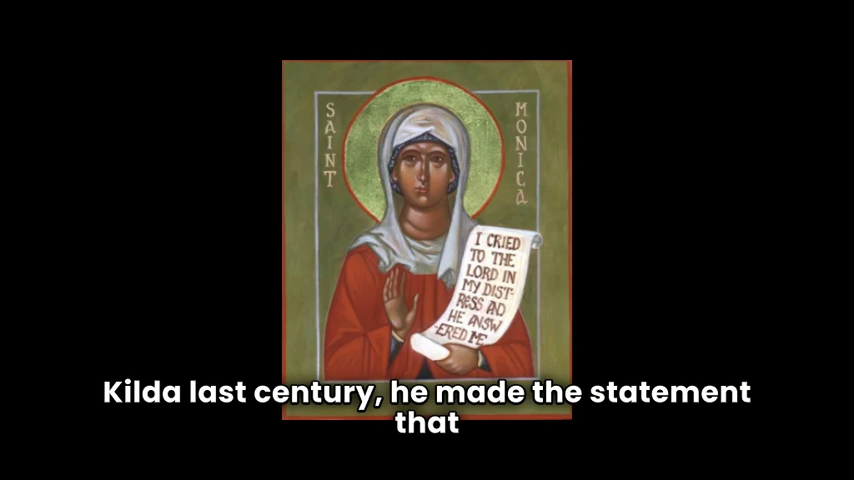 SAINT
MONICA
I CRIED
TO THE
LORD IN
MY DIST-
RESS AND
HE ANSW
-ERED ME
Kilda last century, he made the statement
that